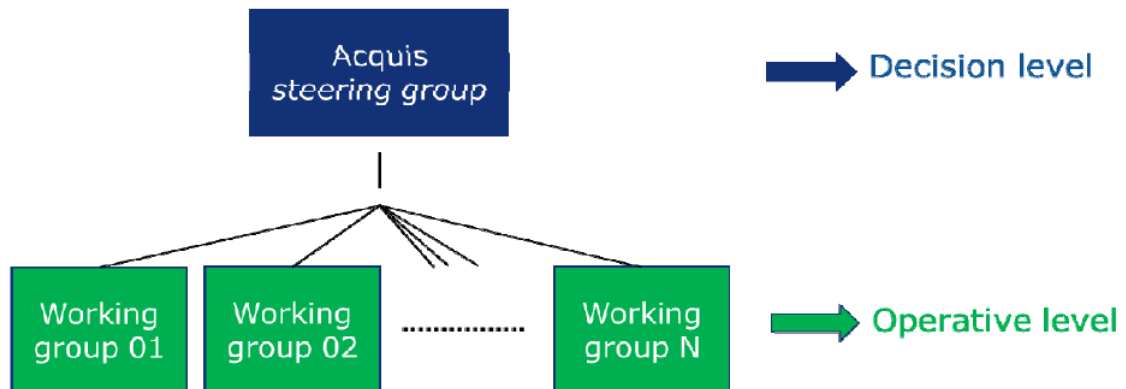 Acquis
steering group
Decision level
Working
group 01
Working
group 02
Working
group N
Operative level